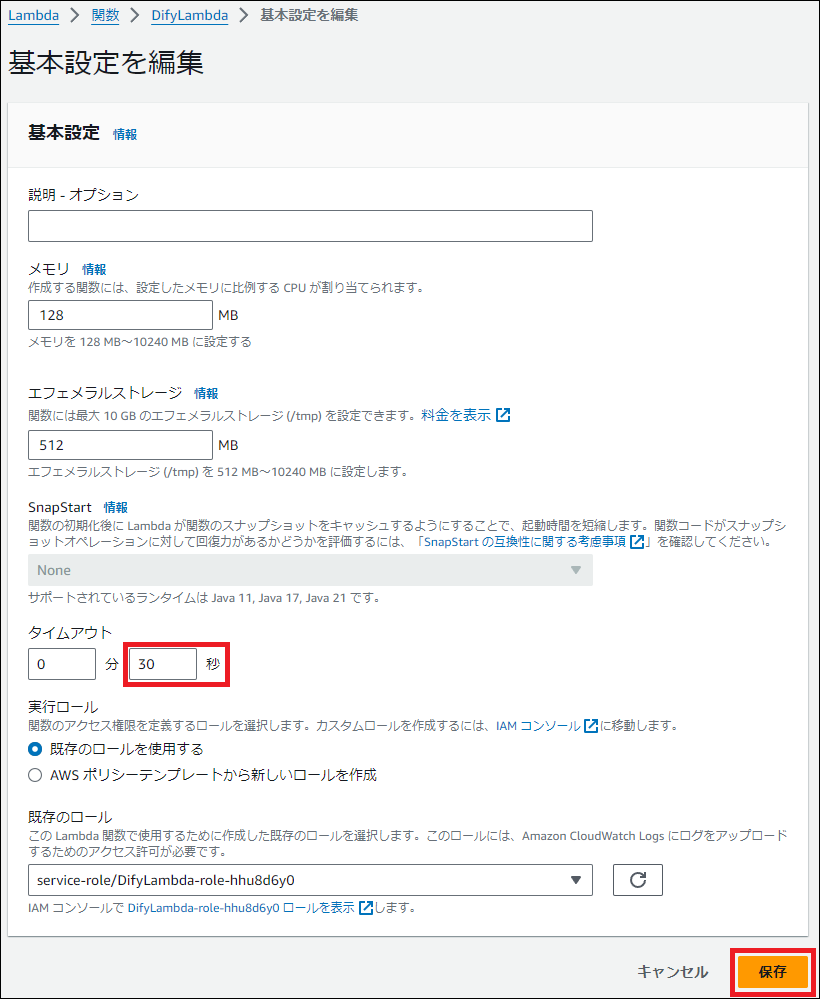 Lambda > 関数 > DifyLambda > 基本設定を編集
基本設定を編集
基本設定 情報
説明 - オプション
メモリ 情報
作成する関数には、設定したメモリに比例する CPU が割り当てられます。
128 MB
メモリを 128 MB～10240 MB に設定する
エフェメラルストレージ 情報
関数には最大 10 GB のエフェメラルストレージ (/tmp) を設定できます。料金を表示
512 MB
エフェメラルストレージ (/tmp) を 512 MB～10240 MB に設定します。
SnapStart 情報
関数の初期化後に Lambda が関数のスナップショットをキャッシュするようにすることで、起動時間を短縮します。関数コードがスナップシ
ョットオペレーションに対して回復力があるかどうかを評価するには、「SnapStart の互換性に関する考慮事項」を確認してください。
None
サポートされているランタイムは Java 11, Java 17, Java 21 です。
タイムアウト
0 分 30 秒
実行ロール
関数のアクセス権限を定義するロールを選択します。カスタムロールを作成するには、IAM コンソールに移動します。
既存のロールを使用する
AWS ポリシーテンプレートから新しいロールを作成
既存のロール
この Lambda 関数で使用するために作成した既存のロールを選択します。このロールには、Amazon CloudWatch Logs にログをアップロード
するためのアクセス許可が必要です。
service-role/DifyLambda-role-hhu8d6y0
IAM コンソールで DifyLambda-role-hhu8d6y0 ロールを表示します。
キャンセル 保存